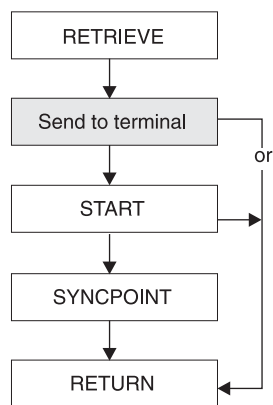 RETRIEVE
Send to terminal
or
START
SYNCPOINT
RETURN